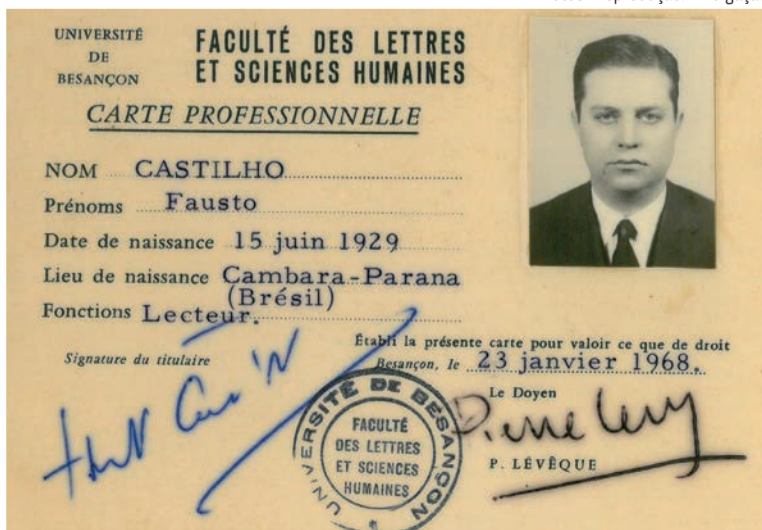 UNIVERSITÉ
DE
BESANÇON
FACULTÉ DES LETTRES
ET SCIENCES HUMAINES
CARTE PROFESSIONNELLE
NOM CASTILHO
Prénoms Fausto
Date de naissance 15 juin 1929
Lieu de naissance Cambara-Parana
(Brésil)
Fonctions Lecteur.
Établi la présente carte pour valoir ce que de droit
Signature du titulaire
Besançon, le 23 janvier 1968.
Le Doyen
P. LÉVÊQUE
UNIVERSITÉ DE BESANÇON
FACULTÉ
DES LETTRES
ET SCIENCES
HUMAINES